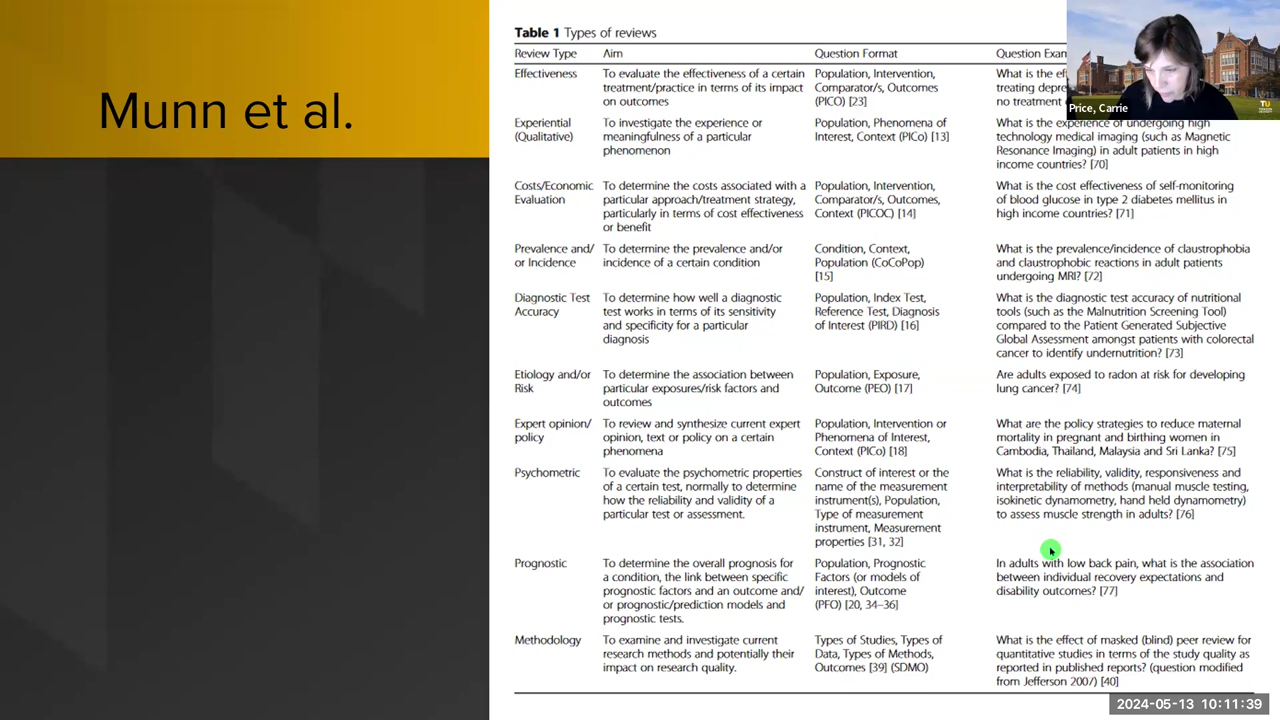 Munn et al.
Table 1 Types of reviews
Review Type Aim Question Format Question Exam
Effectiveness To evaluate the effectiveness of a certain Population, Intervention, What is the ef
treatment/practice in terms of its impact Comparator/s, Outcomes treating depre
on outcomes (PICO) [23] no treatment
Price, Carrie
TU
Experiential To investigate the experience or Population, Phenomena of What is the experience of undergoing high
(Qualitative) meaningfulness of a particular Interest, Context (PICo) [13] technology medical imaging (such as Magnetic
phenomenon Resonance Imaging) in adult patients in high
income countries? [70]
Costs/Economic To determine the costs associated with a Population, Intervention, What is the cost effectiveness of self-monitoring
Evaluation particular approach/treatment strategy, Comparator/s, Outcomes, of blood glucose in type 2 diabetes mellitus in
particularly in terms of cost effectiveness Context (PICOC) [14] high income countries? [71]
or benefit
Prevalence and/ To determine the prevalence and/or Condition, Context, What is the prevalence/incidence of claustrophobia
or Incidence incidence of a certain condition Population (CoCoPop) and claustrophobic reactions in adult patients
[15] undergoing MRI? [72]
Diagnostic Test To determine how well a diagnostic Population, Index Test, What is the diagnostic test accuracy of nutritional
Accuracy test works in terms of its sensitivity Reference Test, Diagnosis tools (such as the Malnutrition Screening Tool)
and specificity for a particular of Interest (PIRD) [16] compared to the Patient Generated Subjective
diagnosis Global Assessment amongst patients with colorectal
cancer to identify undernutrition? [73]
Etiology and/or To determine the association between Population, Exposure, Are adults exposed to radon at risk for developing
Risk particular exposures/risk factors and Outcome (PEO) [17] lung cancer? [74]
outcomes
Expert opinion/ To review and synthesize current expert Population, Intervention or What are the policy strategies to reduce maternal
policy opinion, text or policy on a certain Phenomena of Interest, mortality in pregnant and birthing women in
phenomena Context (PICo) [18] Cambodia, Thailand, Malaysia and Sri Lanka? [75]
Psychometric To evaluate the psychometric properties Construct of interest or the What is the reliability, validity, responsiveness and
of a certain test, normally to determine name of the measurement interpretability of methods (manual muscle testing,
how the reliability and validity of a instrument(s), Population, isokinetic dynamometry, hand held dynamometry)
particular test or assessment. Type of measurement to assess muscle strength in adults? [76]
instrument, Measurement
properties [31, 32]
Prognostic To determine the overall prognosis for Population, Prognostic In adults with low back pain, what is the association
a condition, the link between specific Factors (or models of between individual recovery expectations and
prognostic factors and an outcome and/ interest), Outcome disability outcomes? [77]
or prognostic/prediction models and (PFO) [20, 34–36]
prognostic tests.
Methodology To examine and investigate current Types of Studies, Types of What is the effect of masked (blind) peer review for
research methods and potentially their Data, Types of Methods, quantitative studies in terms of the study quality as
impact on research quality. Outcomes [39] (SDMO) reported in published reports? (question modified
from Jefferson 2007) [40]
2024-05-13 10:11:39